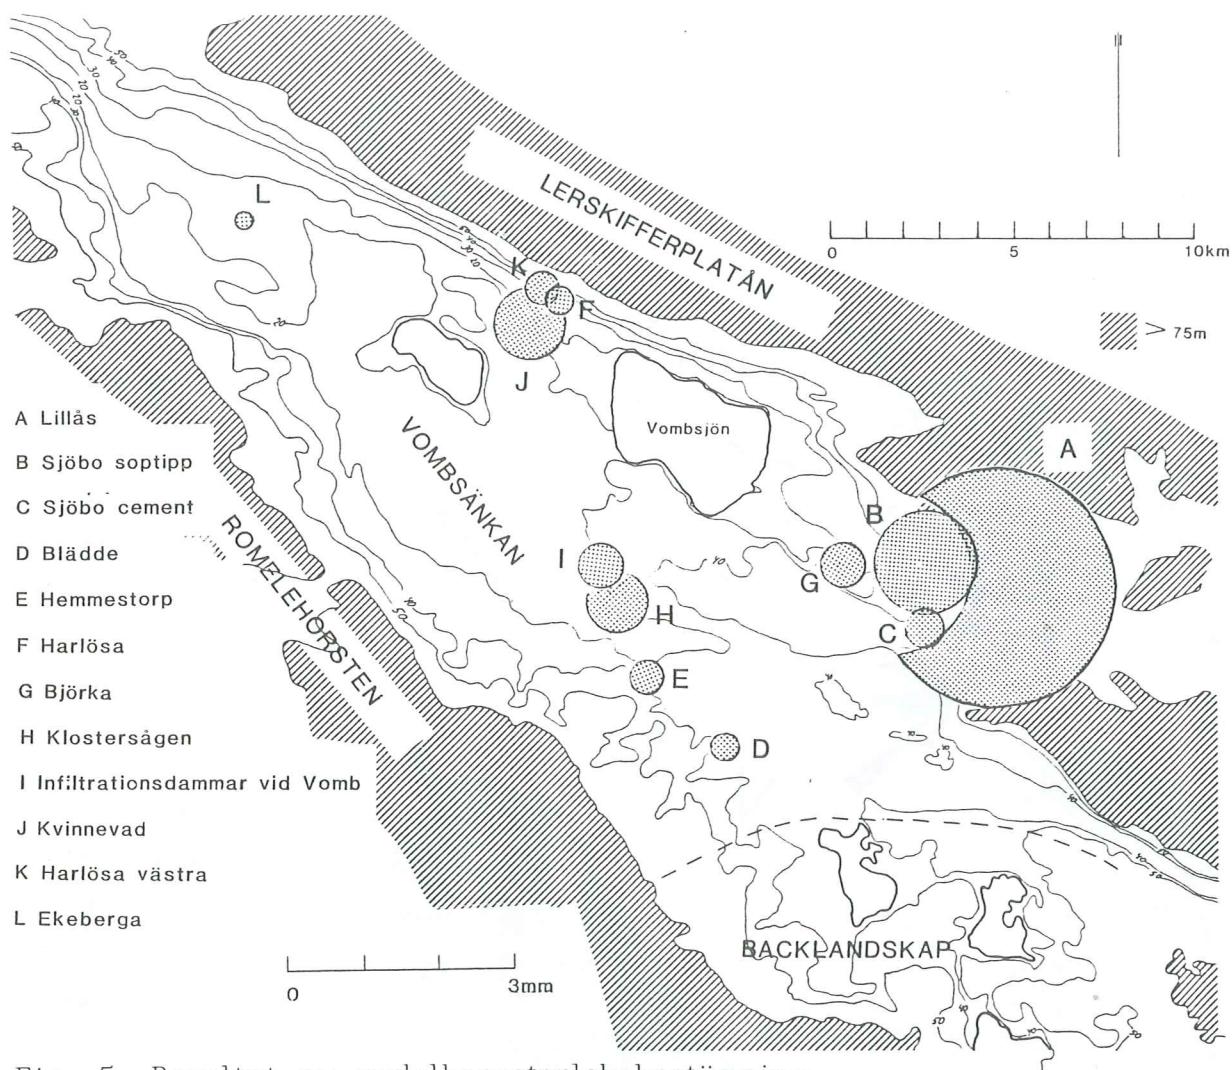 LERSKIFFERPLATÅN
L
K
F
J
0 5 10km
> 75m
A Lillås
B Sjöbo soptipp
C Sjöbo cement
D Blädde
E Hemmestorp
F Harlösa
G Björka
H Klostersågen
I Infiltrationsdammar vid Vomb
J Kvinnevad
K Harlösa västra
L Ekeberga
VOMBSÄNKAN
Vombsjön
ROMELEHORSTEN
A
B
I
G
H
C
E
D
BACKLANDSKAP
0 3mm